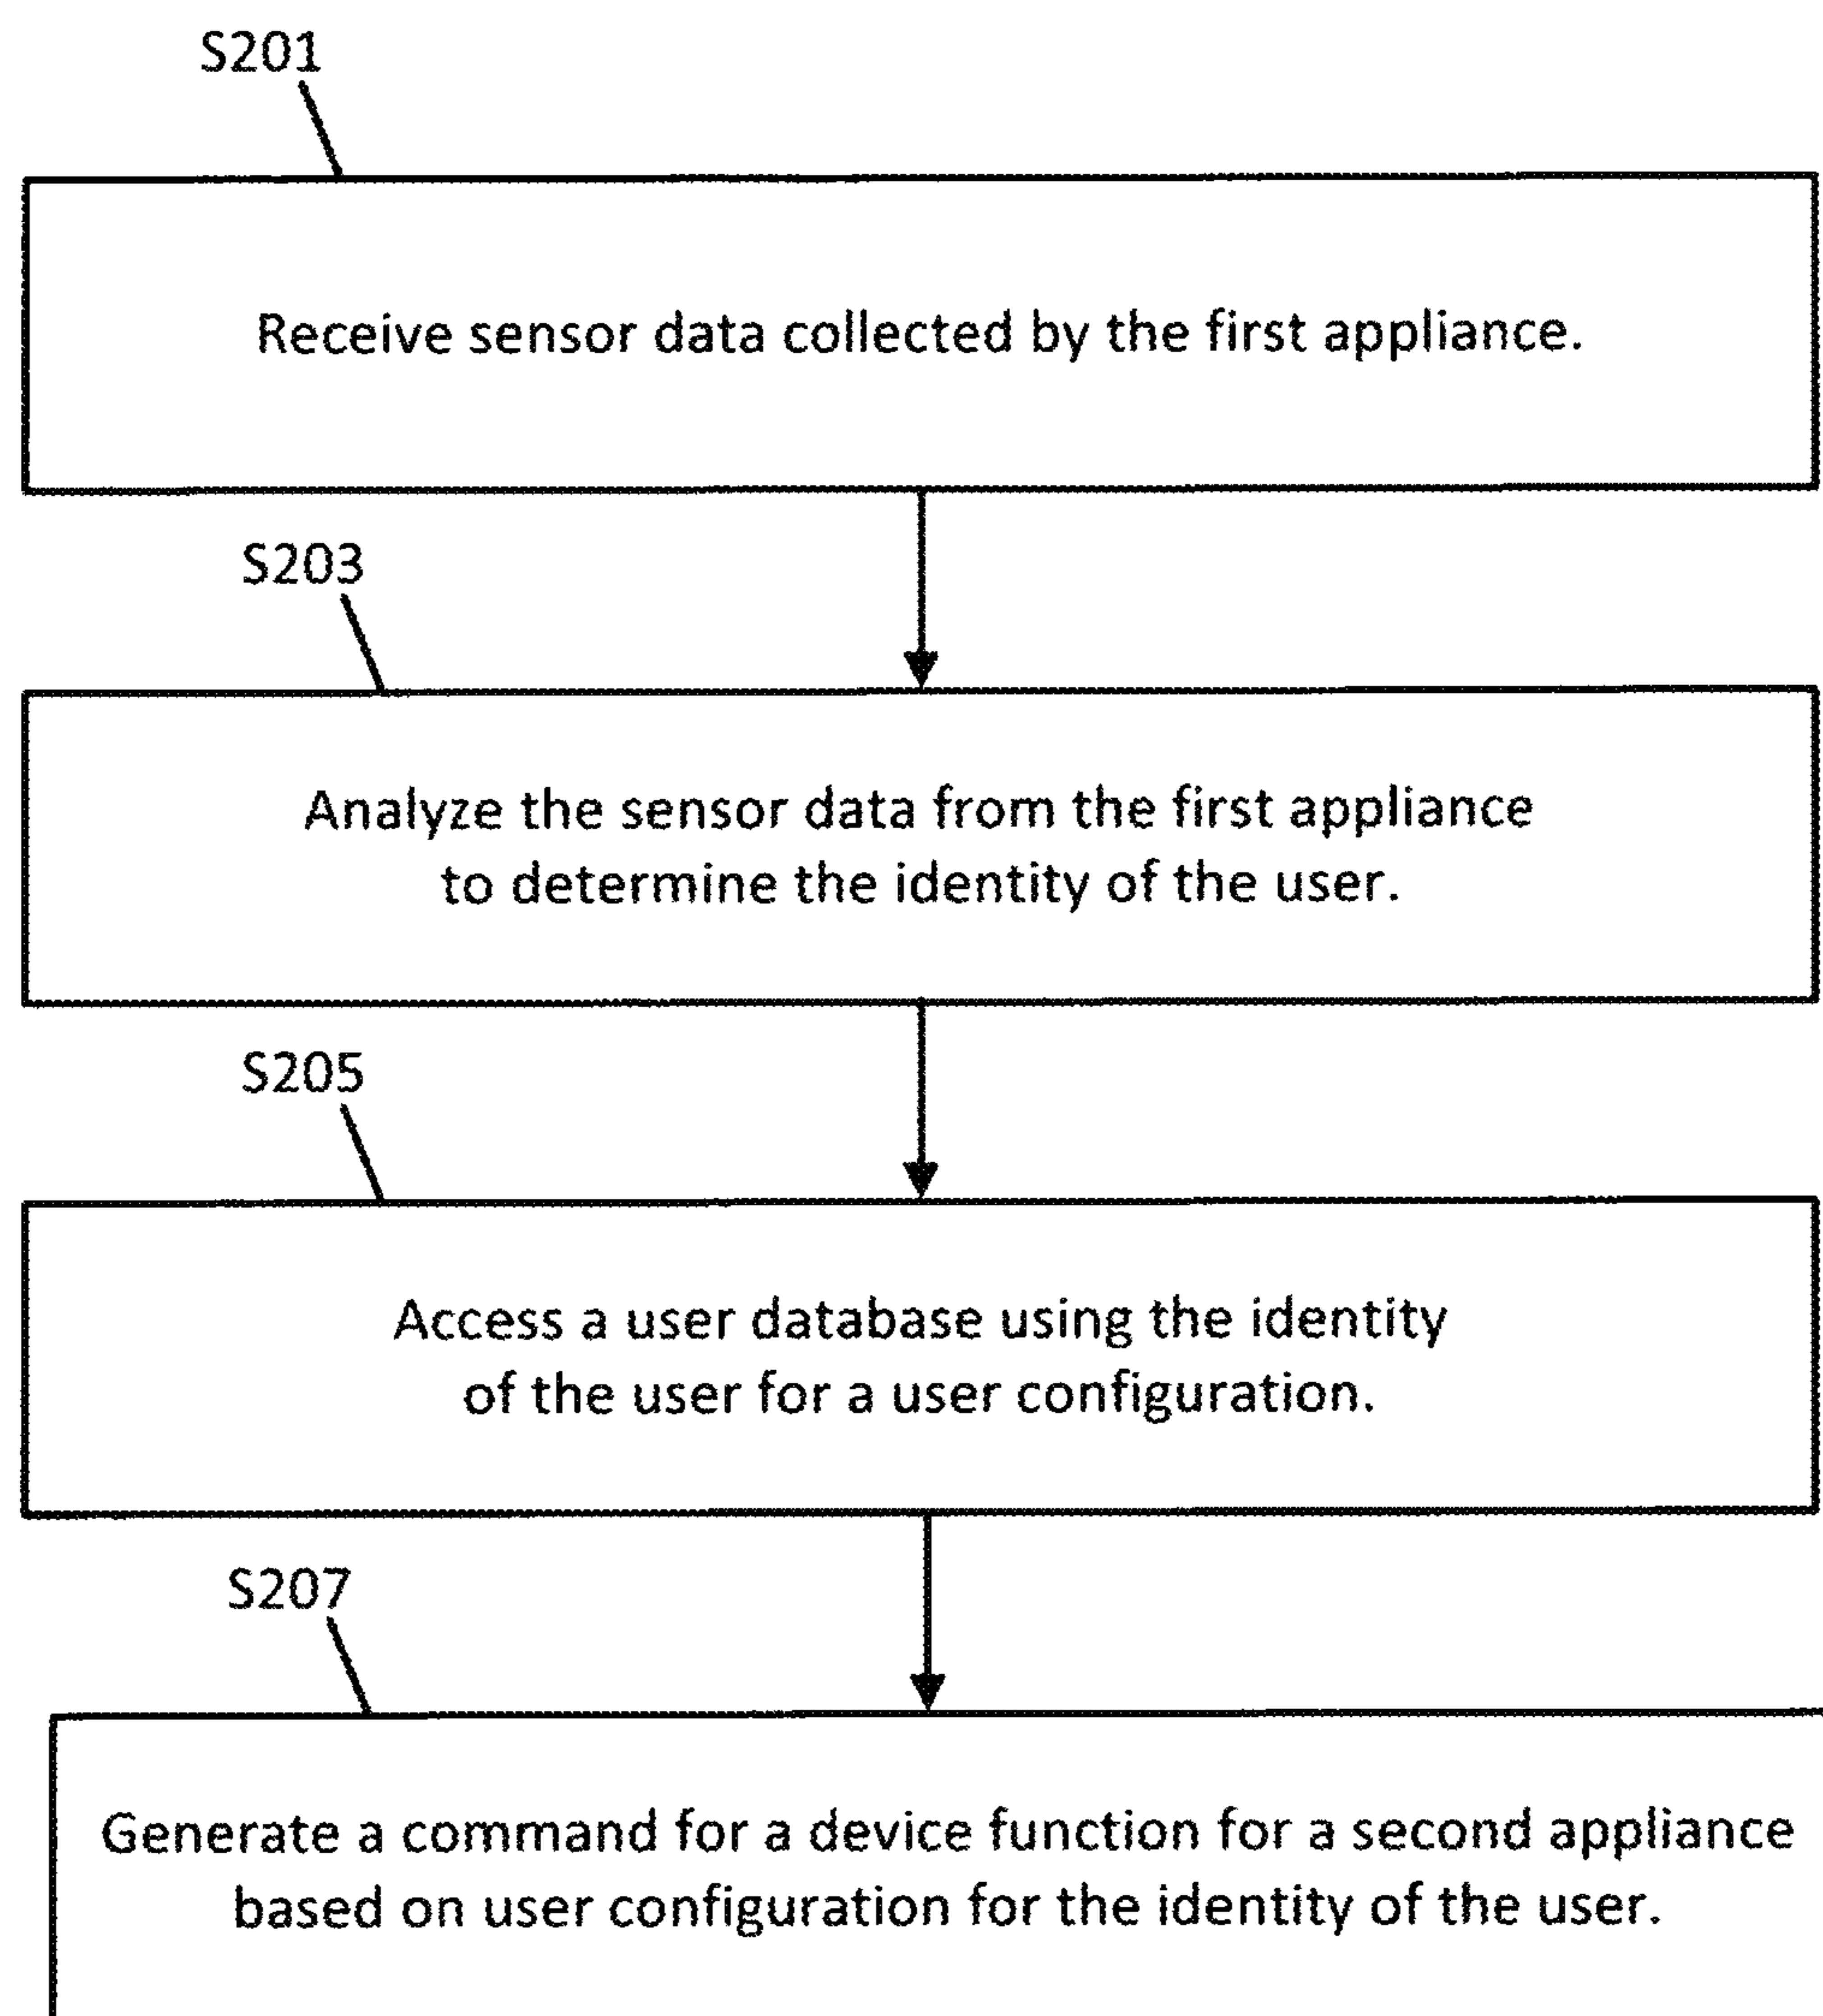 S201
Receive sensor data collected by the first appliance.
S203
Analyze the sensor data from the first appliance
to determine the identity of the user.
S205
Access a user database using the identity
of the user for a user configuration.
S207
Generate a command for a device function for a second appliance
based on user configuration for the identity of the user.